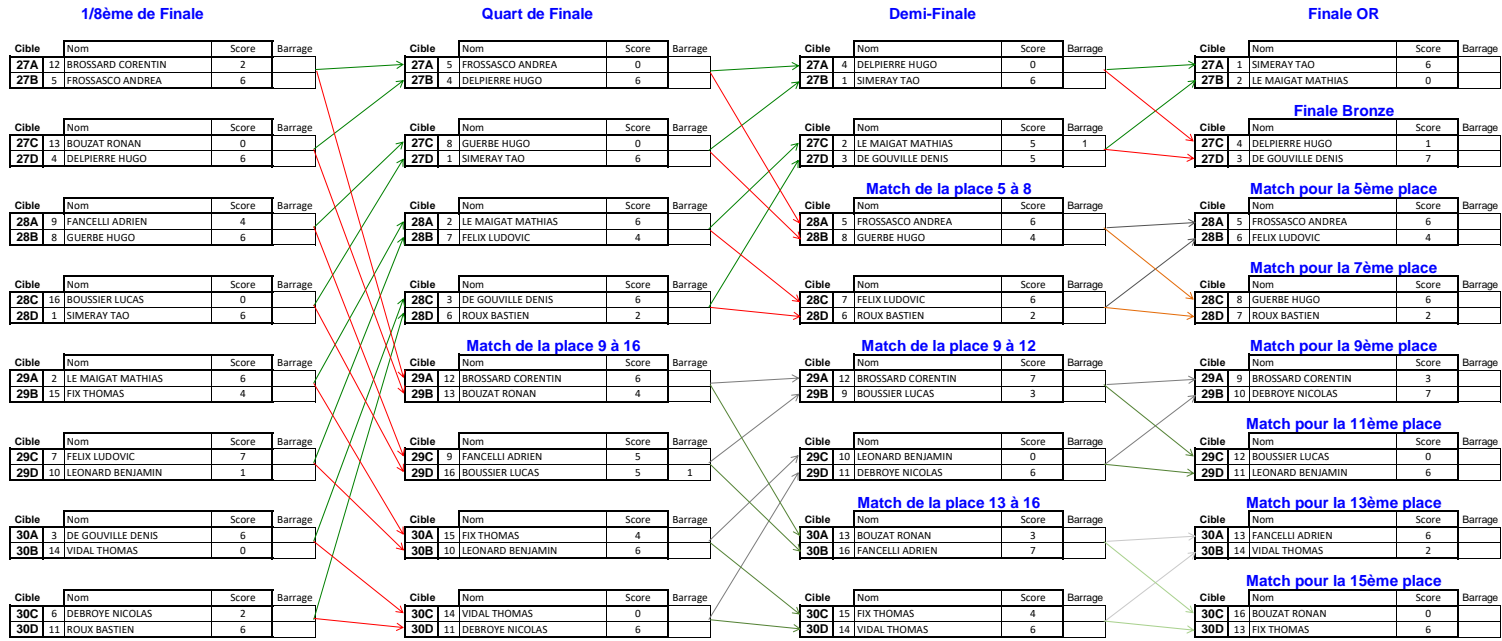 1/8ème de Finale Quart de Finale Demi-Finale Finale OR
Cible Nom Score Barrage Cible Nom Score Barrage Cible Nom Score Barrage Cible Nom Score Barrage
27A 12 BROSSARD CORENTIN 2 27A 5 FROSSASCO ANDREA 0 27A 4 DELPIERRE HUGO 0 27A 1 SIMERAY TAO 6
27B 5 FROSSASCO ANDREA 6 27B 4 DELPIERRE HUGO 6 27B 1 SIMERAY TAO 6 27B 2 LE MAIGAT MATHIAS 0
Finale Bronze
Cible Nom Score Barrage Cible Nom Score Barrage Cible Nom Score Barrage Cible Nom Score Barrage
27C 13 BOUZAT RONAN 0 27C 8 GUERBE HUGO 0 27C 2 LE MAIGAT MATHIAS 5 1 27C 4 DELPIERRE HUGO 1
27D 4 DELPIERRE HUGO 6 27D 1 SIMERAY TAO 6 27D 3 DE GOUVILLE DENIS 5 27D 3 DE GOUVILLE DENIS 7
Match de la place 5 à 8 Match pour la 5ème place
Cible Nom Score Barrage Cible Nom Score Barrage Nom Score Barrage Nom Score Barrage
28A 9 FANCELLI ADRIEN 4 28A 2 LE MAIGAT MATHIAS 6 28A 5 FROSSASCO ANDREA 6 28A 5 FROSSASCO ANDREA 6
28B 8 GUERBE HUGO 6 28B 7 FELIX LUDOVIC 4 28B 8 GUERBE HUGO 4 28B 6 FELIX LUDOVIC 4
Match pour la 7ème place
Cible Nom Score Barrage Nom Score Barrage Cible Nom Score Barrage Cible Nom Score Barrage
28C 16 BOUSSIER LUCAS 0 28C 3 DE GOUVILLE DENIS 6 28C 7 FELIX LUDOVIC 6 28C 8 GUERBE HUGO 6
28D 1 SIMERAY TAO 6 28D 6 ROUX BASTIEN 2 28D 6 ROUX BASTIEN 2 28D 7 ROUX BASTIEN 2
Match de la place 9 à 16 Match de la place 9 à 12 Match pour la 9ème place
Cible Nom Score Barrage Cible Nom Score Barrage Cible Nom Score Barrage Cible Nom Score Barrage
29A 2 LE MAIGAT MATHIAS 6 29A 12 BROSSARD CORENTIN 6 29A 12 BROSSARD CORENTIN 7 29A 9 BROSSARD CORENTIN 3
29B 15 FIX THOMAS 4 29B 13 BOUZAT RONAN 4 29B 9 BOUSSIER LUCAS 3 29B 10 DEBROYE NICOLAS 7
Match pour la 11ème place
Cible Nom Score Barrage Cible Nom Score Barrage Cible Nom Score Barrage Cible Nom Score Barrage
29C 7 FELIX LUDOVIC 7 29C 9 FANCELLI ADRIEN 5 29C 10 LEONARD BENJAMIN 0 29C 12 BOUSSIER LUCAS 0
29D 10 LEONARD BENJAMIN 1 29D 16 BOUSSIER LUCAS 5 1 29D 11 DEBROYE NICOLAS 6 29D 11 LEONARD BENJAMIN 6
Match de la place 13 à 16 Match pour la 13ème place
Cible Nom Score Barrage Cible Nom Score Barrage Cible Nom Score Barrage Cible Nom Score Barrage
30A 3 DE GOUVILLE DENIS 6 30A 15 FIX THOMAS 4 30A 13 BOUZAT RONAN 3 30A 13 FANCELLI ADRIEN 6
30B 14 VIDAL THOMAS 0 30B 10 LEONARD BENJAMIN 6 30B 16 FANCELLI ADRIEN 7 30B 14 VIDAL THOMAS 2
Match pour la 15ème place
Cible Nom Score Barrage Cible Nom Score Barrage Cible Nom Score Barrage Cible Nom Score Barrage
30C 6 DEBROYE NICOLAS 2 30C 14 VIDAL THOMAS 0 30C 15 FIX THOMAS 4 30C 16 BOUZAT RONAN 0
30D 11 ROUX BASTIEN 6 30D 11 DEBROYE NICOLAS 6 30D 14 VIDAL THOMAS 6 30D 13 FIX THOMAS 6